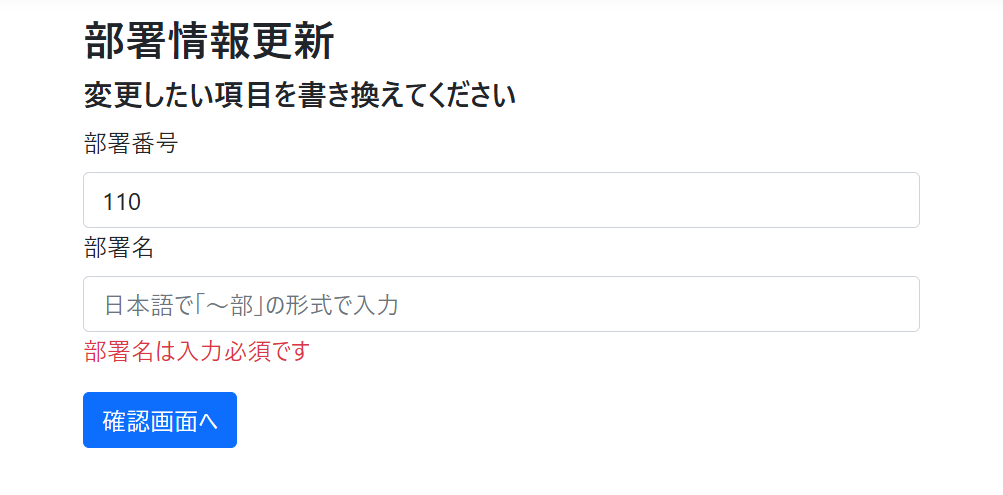 部署情報更新
変更したい項目を書き換えてください
部署番号
110
部署名
日本語で「～部」の形式で入力
部署名は入力必須です
確認画面へ